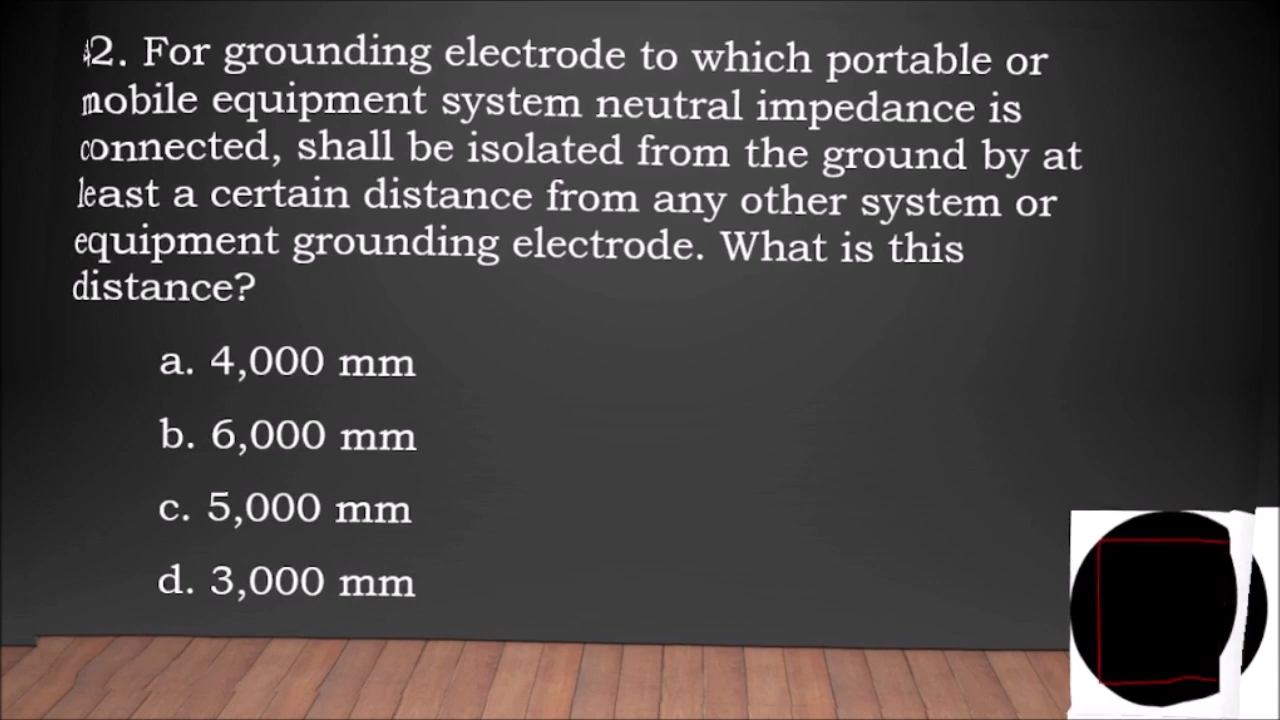 2. For grounding electrode to which portable or
mobile equipment system neutral impedance is
connected, shall be isolated from the ground by at
least a certain distance from any other system or
equipment grounding electrode. What is this
distance?
a. 4,000 mm
b. 6,000 mm
c. 5,000 mm
d. 3,000 mm